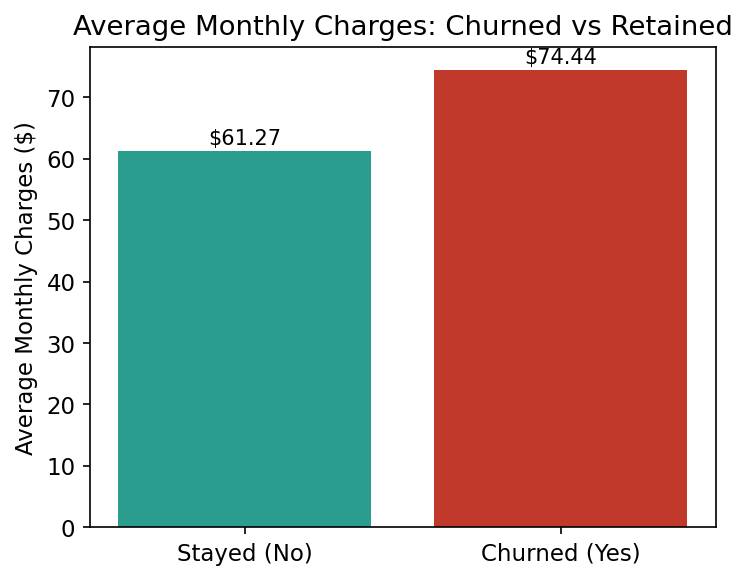 Average Monthly Charges: Churned vs Retained
Average Monthly Charges ($)
70
60
50
40
30
20
10
0
$61.27
$74.44
Stayed (No)
Churned (Yes)